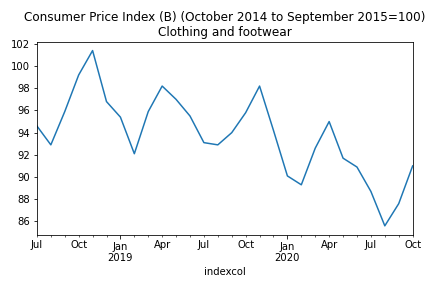 Consumer Price Index (B) (October 2014 to September 2015=100)
Clothing and footwear
102
100
98
96
94
92
90
88
86
Jul Oct Jan Apr Jul Oct Jan Apr Jul Oct
2019 2020
indexcol